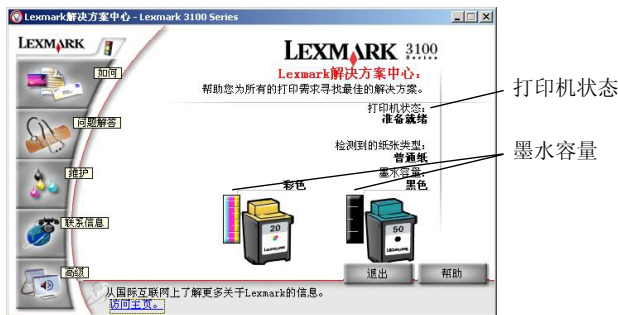 Lexmark解决方案中心 - Lexmark 3100 Series
LEXMARK
LEXMARK 3100 Series
Lexmark解决方案中心:
帮助您为所有的打印需求寻找最佳的解决方案。
如何
问题解答
维护
联系信息
高级
打印机状态:
准备就绪
检测到的纸张类型:
普通纸
墨水容量:
彩色
黑色
20
LEXMARK
50
LEXMARK
退出
帮助
从国际互联网上了解更多关于Lexmark的信息。
访问主页。
打印机状态
墨水容量